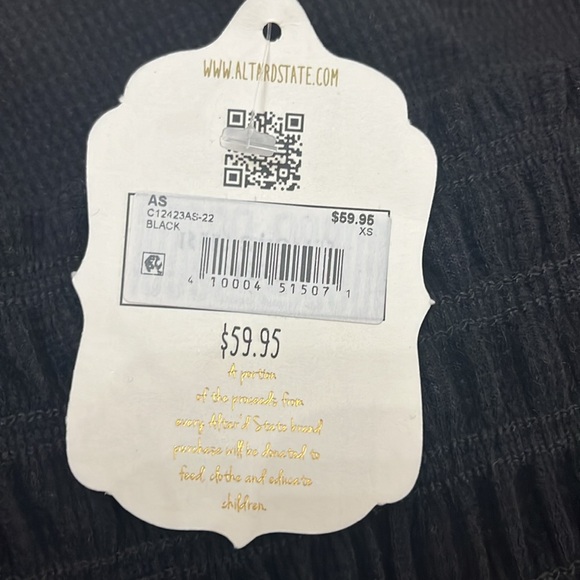 WWW.ALTARDSTATE.COM
AS
C12423AS-22 $59.95
BLACK XS
4 10004 51507 1
$59.95
A portion
of the proceeds from
every Altar'd State brand
purchase will be donated to
feed clothe and educate
children